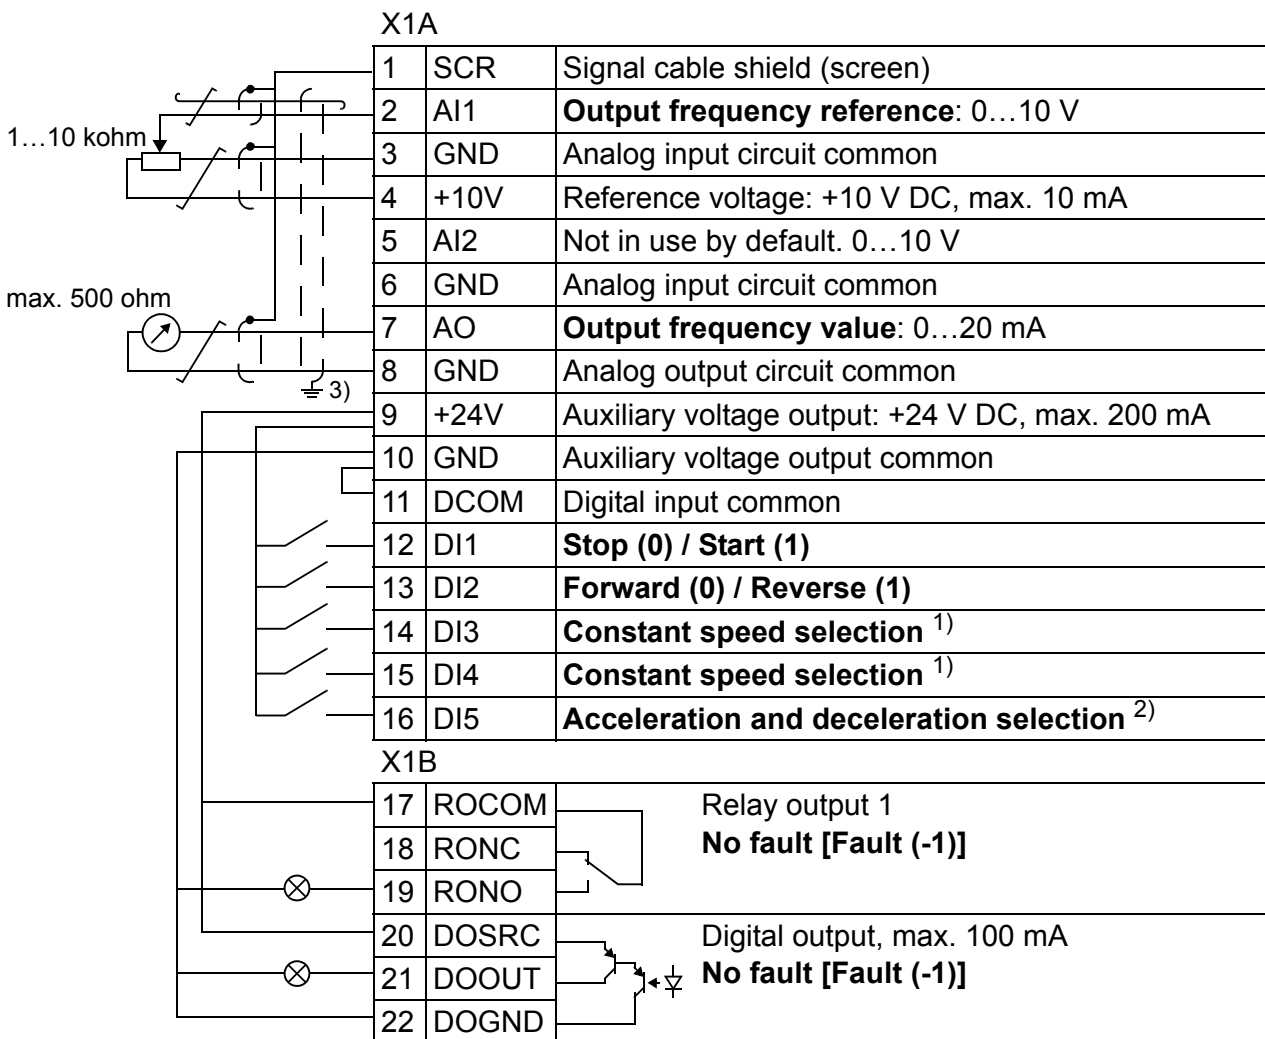 X1A
1 SCR Signal cable shield (screen)
2 AI1 Output frequency reference: 0…10 V
1…10 kohm
3 GND Analog input circuit common
4 +10V Reference voltage: +10 V DC, max. 10 mA
5 AI2 Not in use by default. 0…10 V
6 GND Analog input circuit common
max. 500 ohm
7 AO Output frequency value: 0…20 mA
8 GND Analog output circuit common
3)
9 +24V Auxiliary voltage output: +24 V DC, max. 200 mA
10 GND Auxiliary voltage output common
11 DCOM Digital input common
12 DI1 Stop (0) / Start (1)
13 DI2 Forward (0) / Reverse (1)
14 DI3 Constant speed selection 1)
15 DI4 Constant speed selection 1)
16 DI5 Acceleration and deceleration selection 2)
X1B
17 ROCOM Relay output 1
18 RONC No fault [Fault (-1)]
19 RONO
20 DOSRC Digital output, max. 100 mA
21 DOOUT No fault [Fault (-1)]
22 DOGND